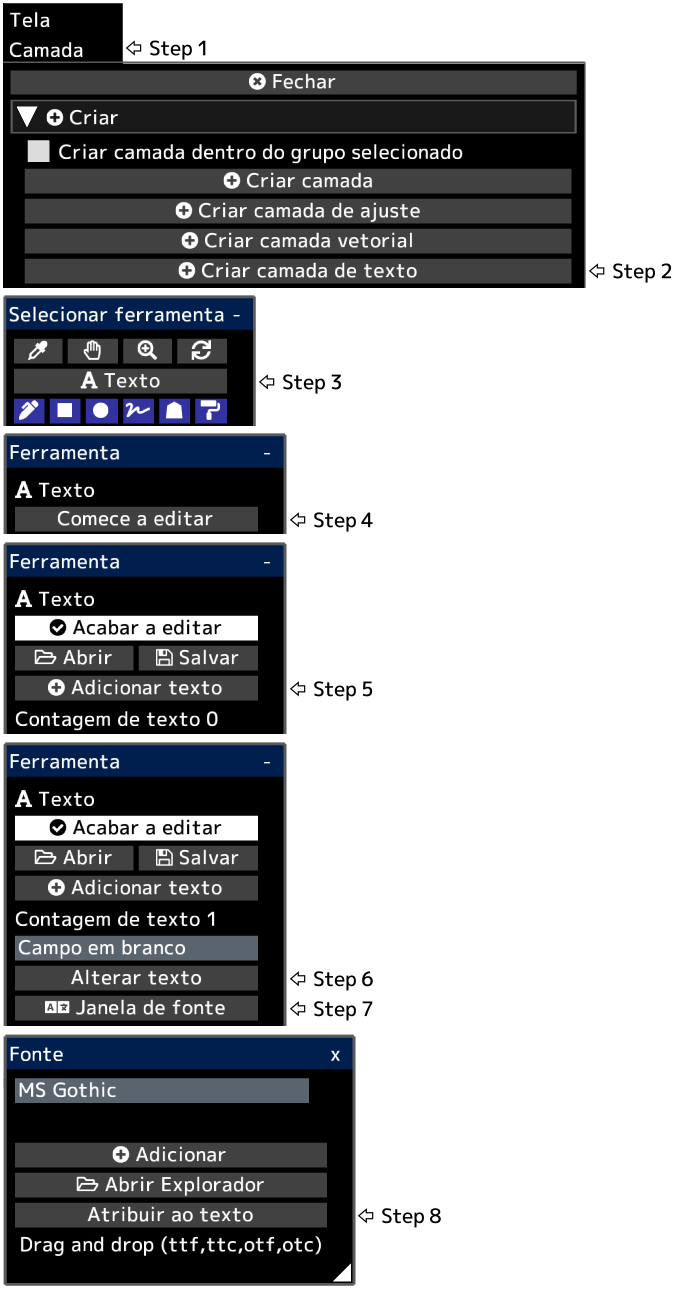 Tela
Camada Step 1
Fechar
Criar
Criar camada dentro do grupo selecionado
Criar camada
Criar camada de ajuste
Criar camada vetorial
Criar camada de texto Step 2
Selecionar ferramenta -
A Texto Step 3
Ferramenta -
A Texto
Comece a editar Step 4
Ferramenta -
A Texto
Acabar a editar
Abrir Salvar
Adicionar texto Step 5
Contagem de texto 0
Ferramenta -
A Texto
Acabar a editar
Abrir Salvar
Adicionar texto
Contagem de texto 1
Campo em branco
Alterar texto Step 6
Janela de fonte Step 7
Fonte x
MS Gothic
Adicionar
Abrir Explorador
Atribuir ao texto Step 8
Drag and drop (ttf,ttc,otf,otc)